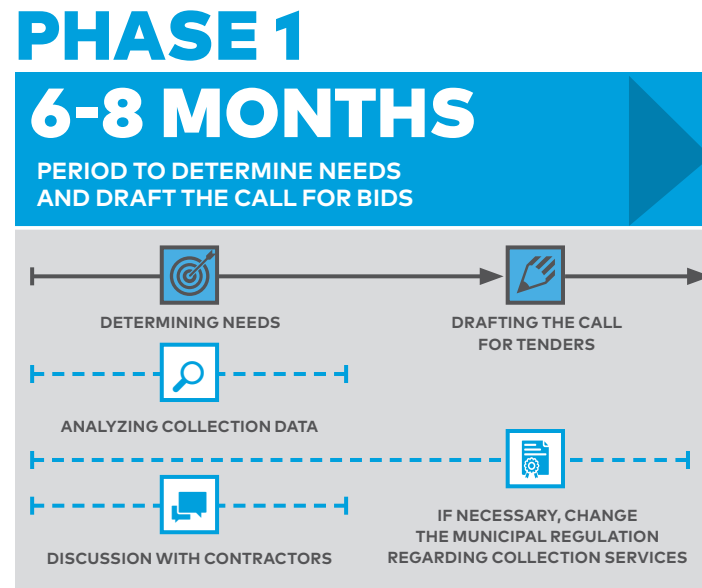 PHASE 1
6-8 MONTHS
PERIOD TO DETERMINE NEEDS
AND DRAFT THE CALL FOR BIDS
DETERMINING NEEDS
DRAFTING THE CALL
FOR TENDERS
ANALYZING COLLECTION DATA
DISCUSSION WITH CONTRACTORS
IF NECESSARY, CHANGE
THE MUNICIPAL REGULATION
REGARDING COLLECTION SERVICES